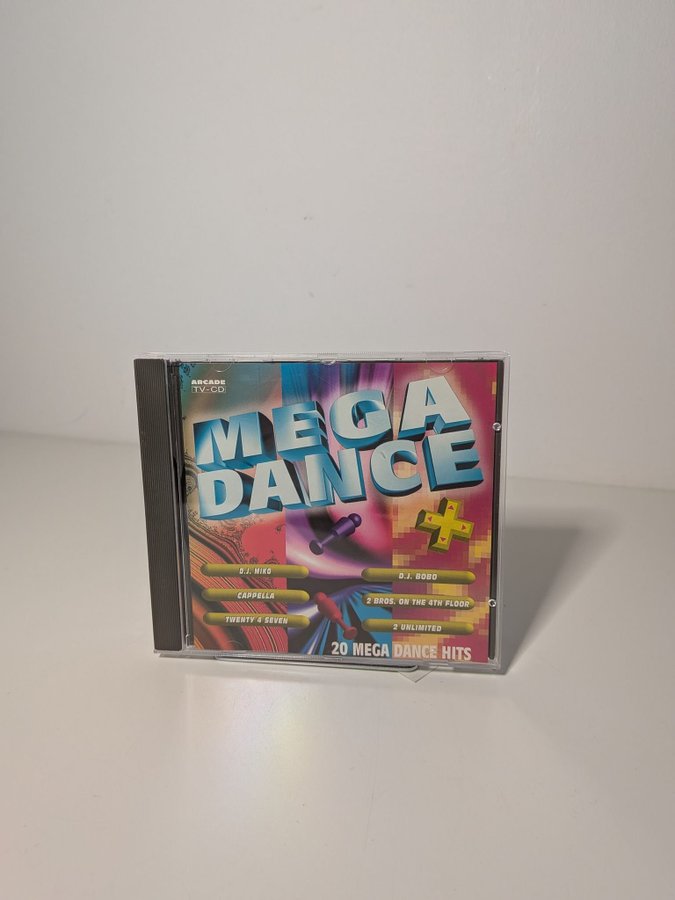 ARCADE
TV-CD
MEGA
DANCE
D.J. MIKO
D.J. BOBO
CAPPELLA
2 BROS. ON THE 4TH FLOOR
TWENTY 4 SEVEN
2 UNLIMITED
20 MEGA DANCE HITS